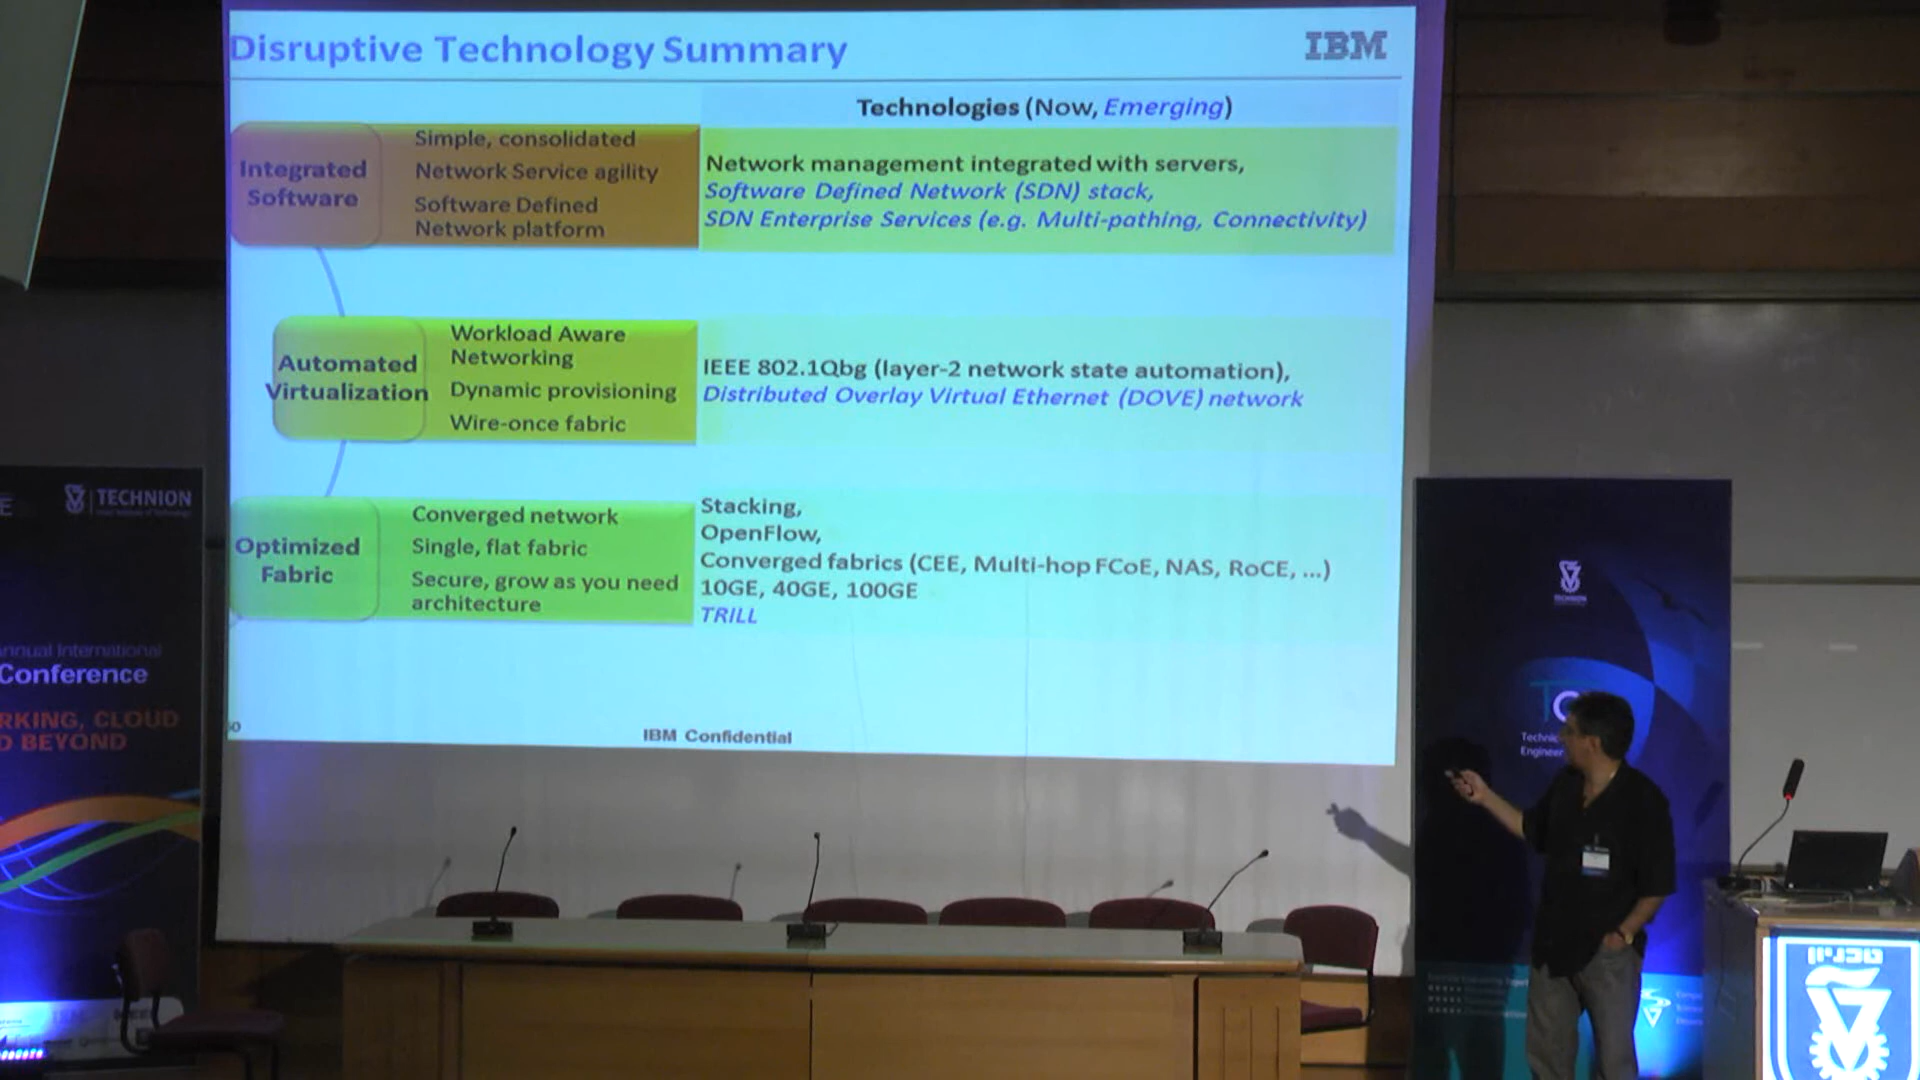 Disruptive Technology Summary
IBM
Technologies (Now, Emerging)
Integrated
Software
Simple, consolidated
Network Service agility
Software Defined
Network platform
Network management integrated with servers,
Software Defined Network (SDN) stack,
SDN Enterprise Services (e.g. Multi-pathing, Connectivity)
Automated
Virtualization
Workload Aware
Networking
Dynamic provisioning
Wire-once fabric
IEEE 802.1Qbg (layer-2 network state automation),
Distributed Overlay Virtual Ethernet (DOVE) network
Optimized
Fabric
Converged network
Single, flat fabric
Secure, grow as you need
architecture
Stacking,
OpenFlow,
Converged fabrics (CEE, Multi-hop FCoE, NAS, RoCE, ...)
10GE, 40GE, 100GE
TRILL
IBM Confidential
TECHNION
International
Conference
CLOUD
BEYOND
TECHNION
טכניון